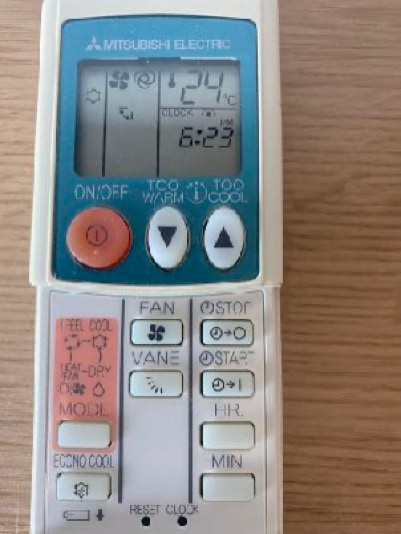 MITSUBISHI ELECTRIC
24°C
CLOCK
PM
6:23
ON/OFF
TOO WARM
TOO COOL
FAN
STOP
I FEEL COOL
VANE
START
HEAT DRY
FAN
MODE
HR.
ECONO COOL
MIN
RESET CLOCK